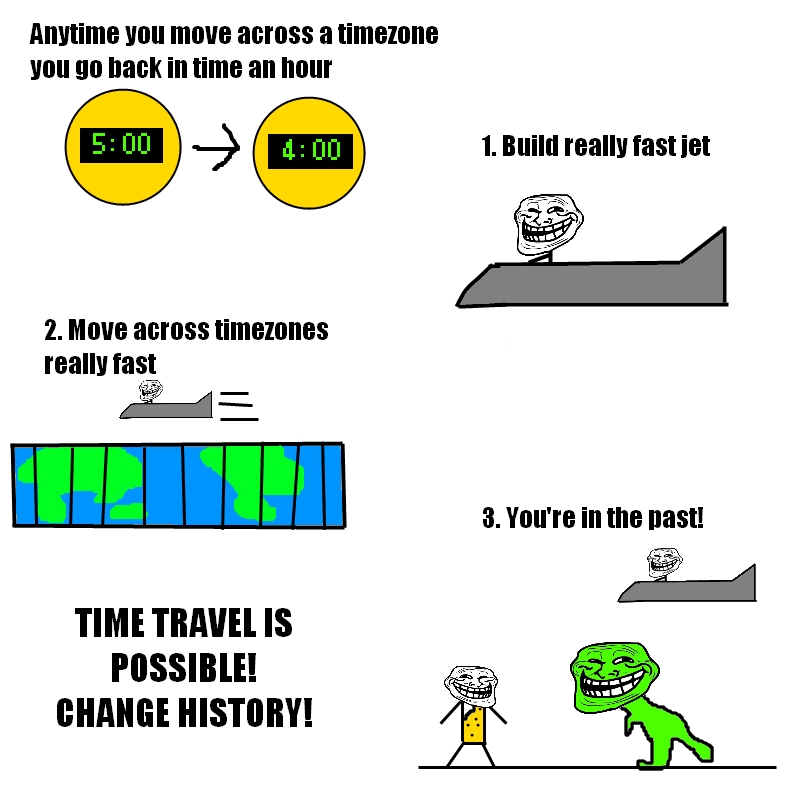 Anytime you move across a timezone
you go back in time an hour
5:00
4:00
1. Build really fast jet
2. Move across timezones
really fast
3. You're in the past!
TIME TRAVEL IS
POSSIBLE!
CHANGE HISTORY!